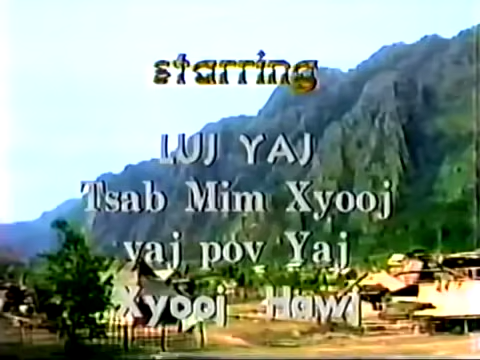 starring
LUJ YAJ
Tsab Mim Xyooj
yaj pov Yaj
Xyooj Hawj